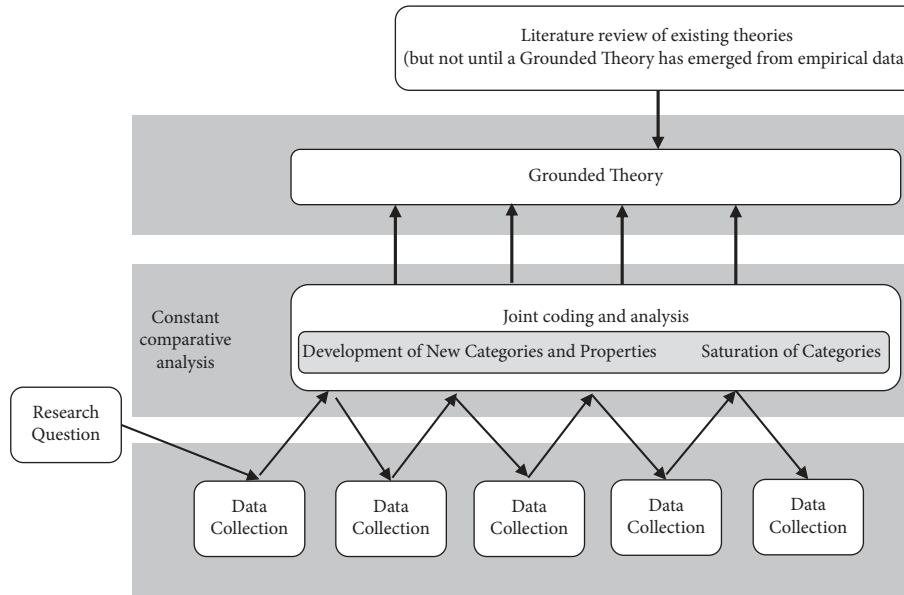 Literature review of existing theories
(but not until a Grounded Theory has emerged from empirical data
Grounded Theory
Constant
comparative
analysis
Joint coding and analysis
Development of New Categories and Properties
Saturation of Categories
Research
Question
Data
Collection
Data
Collection
Data
Collection
Data
Collection
Data
Collection